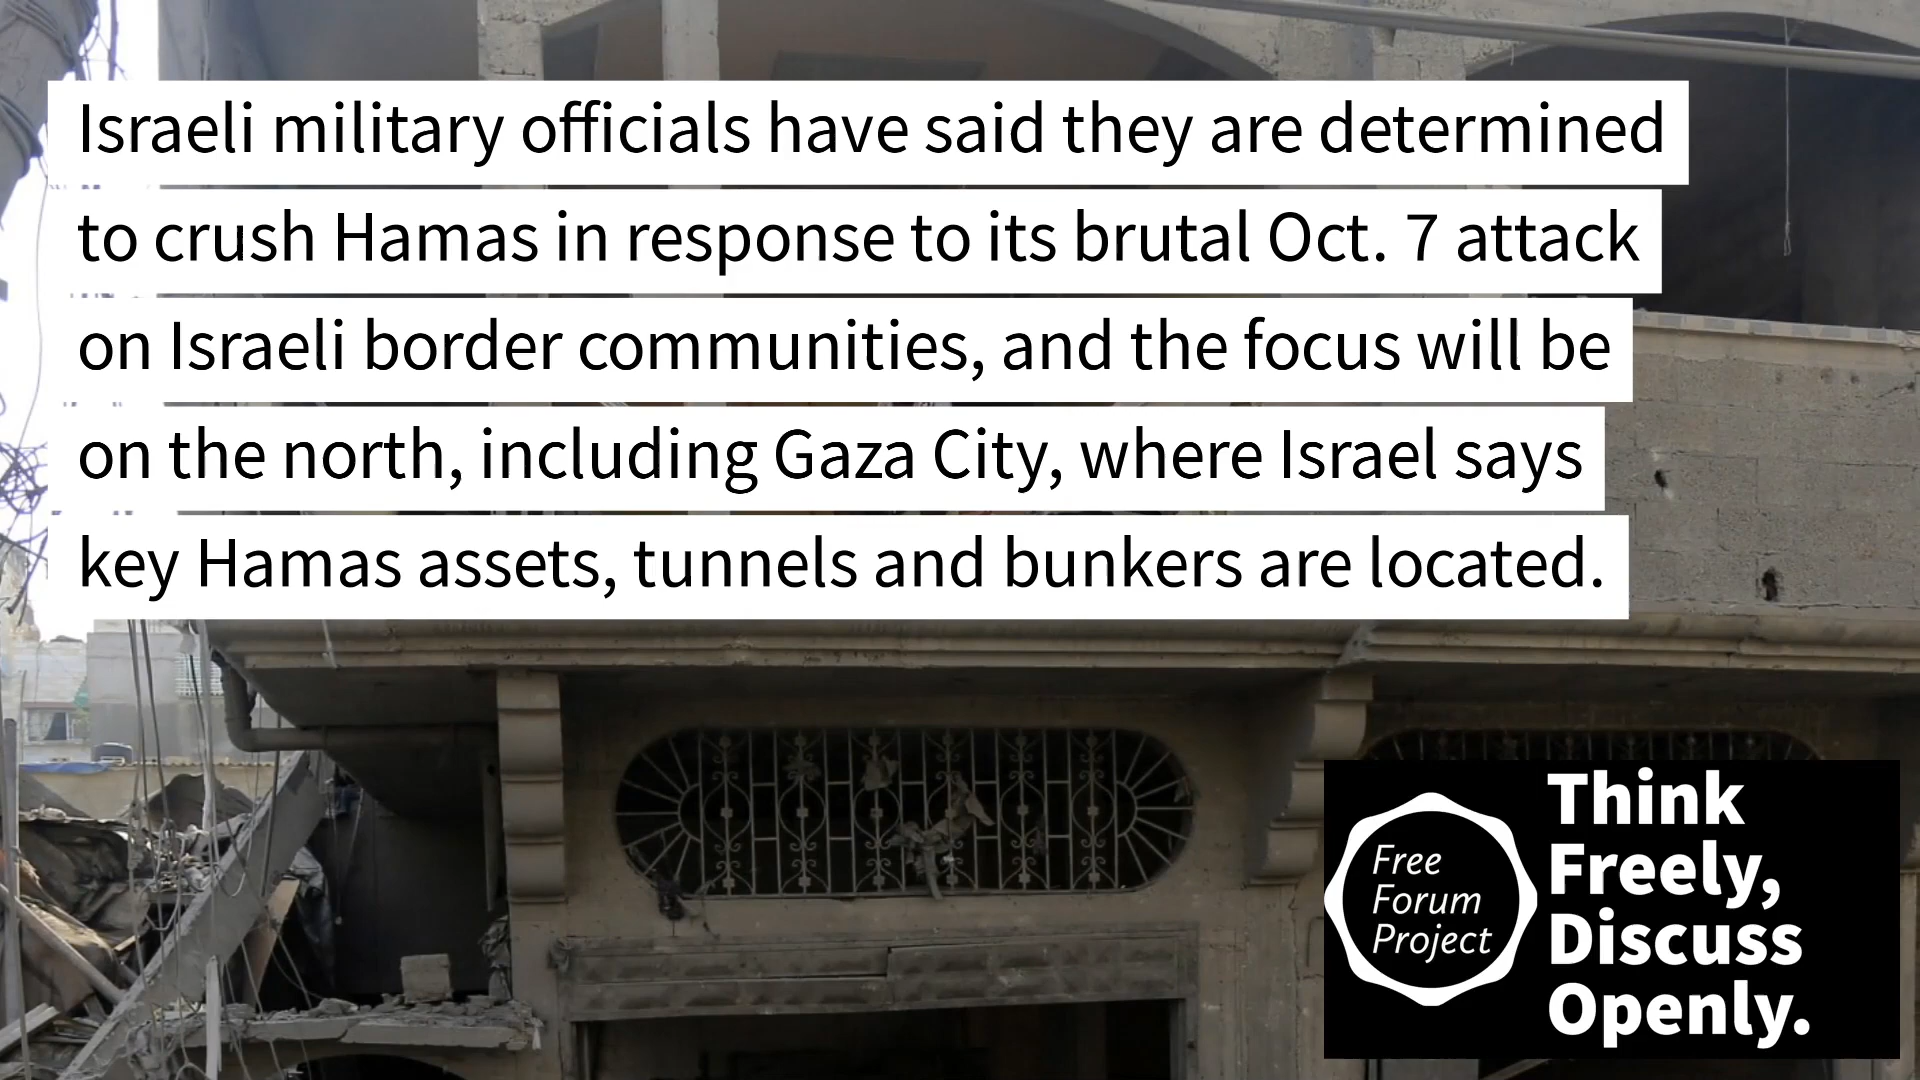 Israeli military officials have said they are determined
to crush Hamas in response to its brutal Oct. 7 attack
on Israeli border communities, and the focus will be
on the north, including Gaza City, where Israel says
key Hamas assets, tunnels and bunkers are located.
Free
Forum
Project
Think
Freely,
Discuss
Openly.